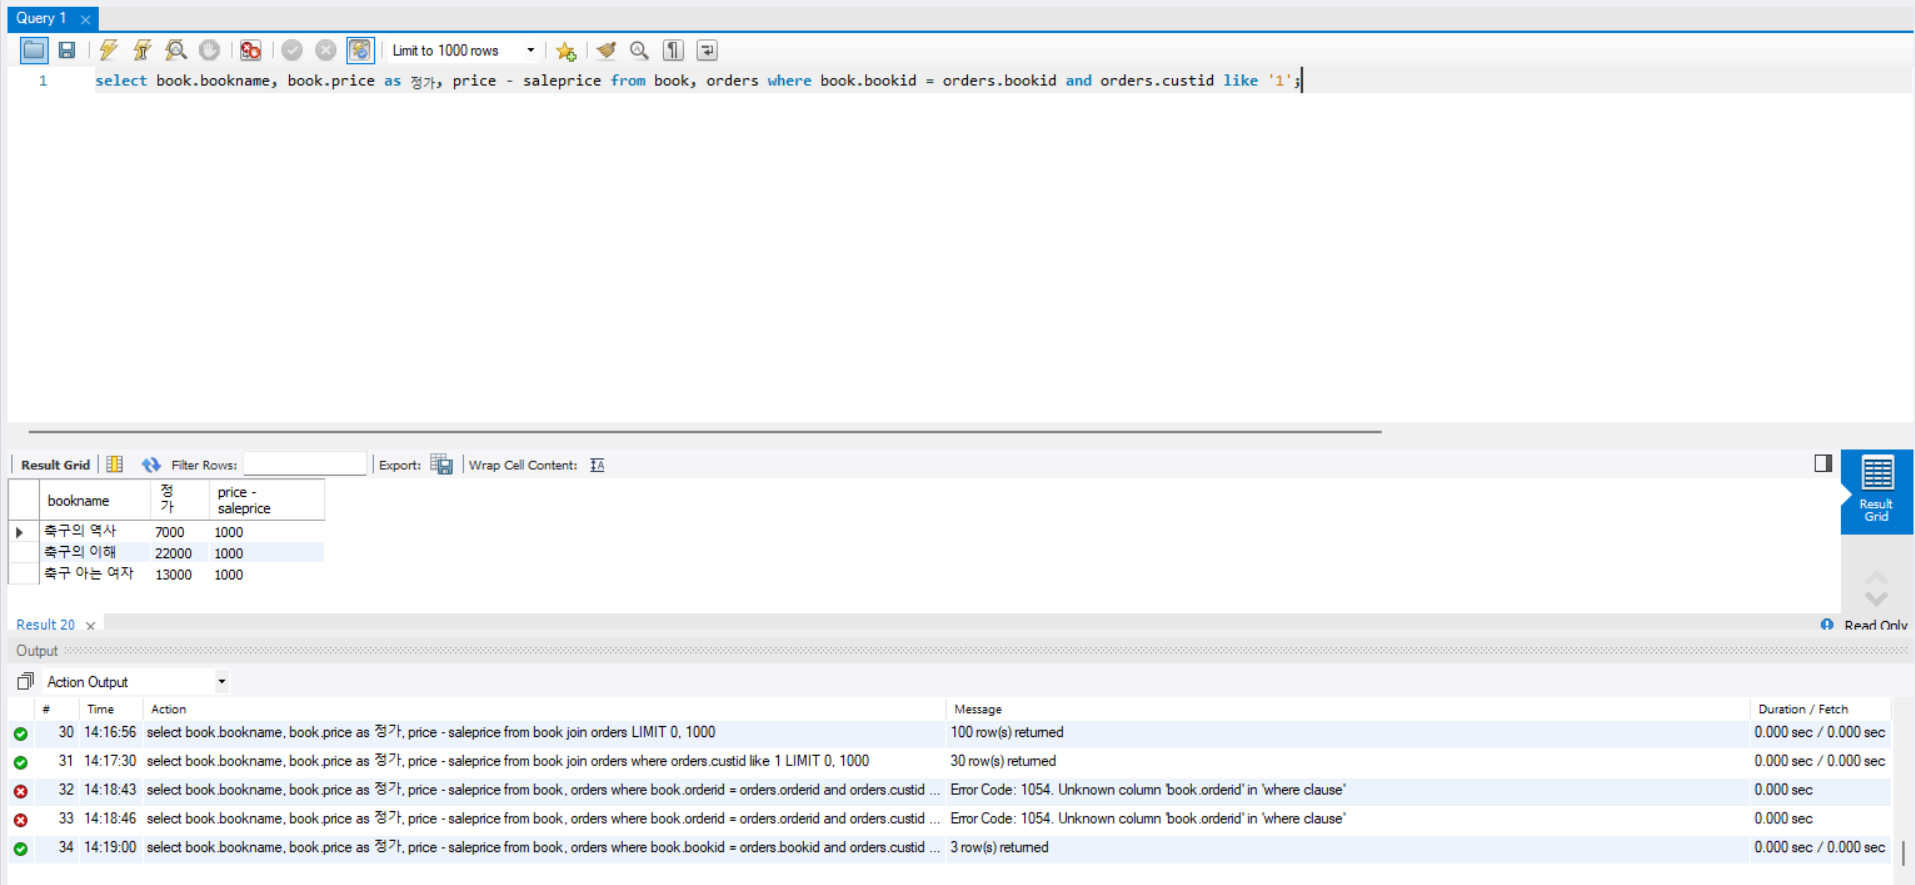 Query 1
Limit to 1000 rows
1 select book.bookname, book.price as 정가, price - saleprice from book, orders where book.bookid = orders.bookid and orders.custid like '1';
Result Grid Filter Rows: Export: Wrap Cell Content:
bookname 정가 price - saleprice
축구의 역사 7000 1000
축구의 이해 22000 1000
축구 아는 여자 13000 1000
Result
Grid
Result 20
Read Only
Output
Action Output
# Time Action Message Duration / Fetch
30 14:16:56 select book.bookname, book.price as 정가, price - saleprice from book join orders LIMIT 0, 1000 100 row(s) returned 0.000 sec / 0.000 sec
31 14:17:30 select book.bookname, book.price as 정가, price - saleprice from book join orders where orders.custid like 1 LIMIT 0, 1000 30 row(s) returned 0.000 sec / 0.000 sec
32 14:18:43 select book.bookname, book.price as 정가, price - saleprice from book, orders where book.orderid = orders.orderid and orders.custid ... Error Code: 1054. Unknown column 'book.orderid' in 'where clause' 0.000 sec
33 14:18:46 select book.bookname, book.price as 정가, price - saleprice from book, orders where book.orderid = orders.orderid and orders.custid ... Error Code: 1054. Unknown column 'book.orderid' in 'where clause' 0.000 sec
34 14:19:00 select book.bookname, book.price as 정가, price - saleprice from book, orders where book.bookid = orders.bookid and orders.custid ... 3 row(s) returned 0.000 sec / 0.000 sec